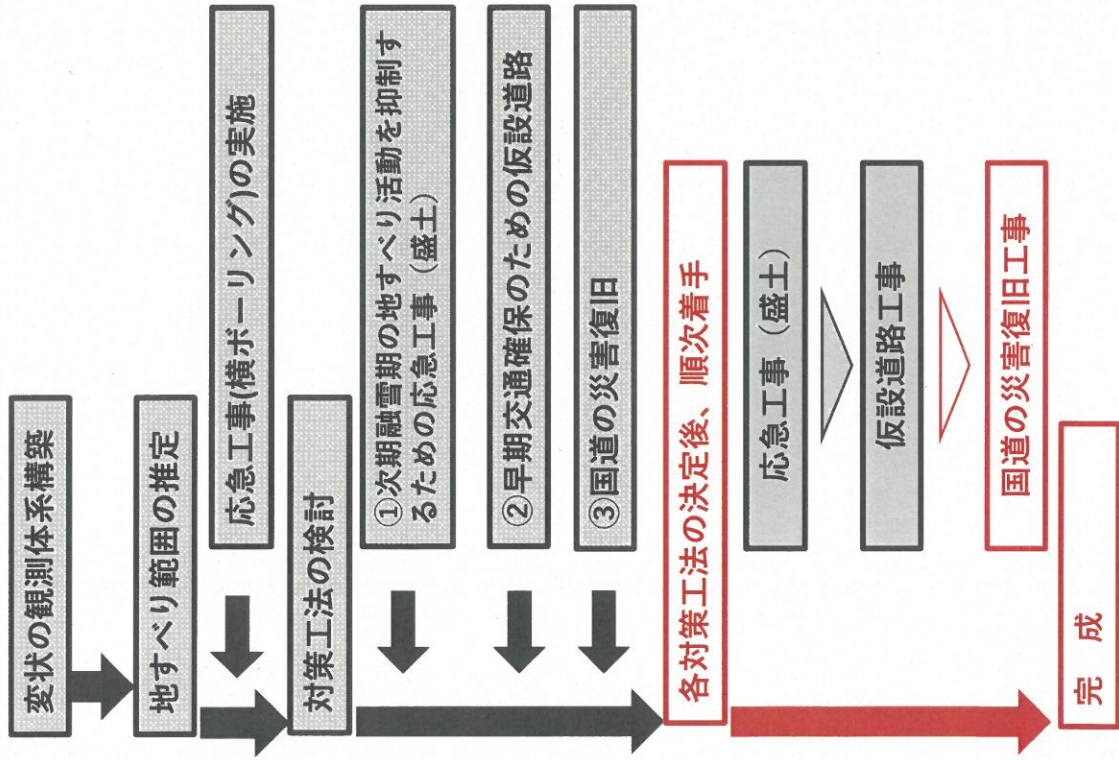 変状の観測体系構築
地すべり範囲の推定
応急工事(横ボーリング)の実施
対策工法の検討
①次期融雪期の地すべり活動を抑制す
るための応急工事（盛土）
②早期交通確保のための仮設道路
③国道の災害復旧
各対策工法の決定後、順次着手
応急工事（盛土）
仮設道路工事
国道の災害復旧工事
完　成